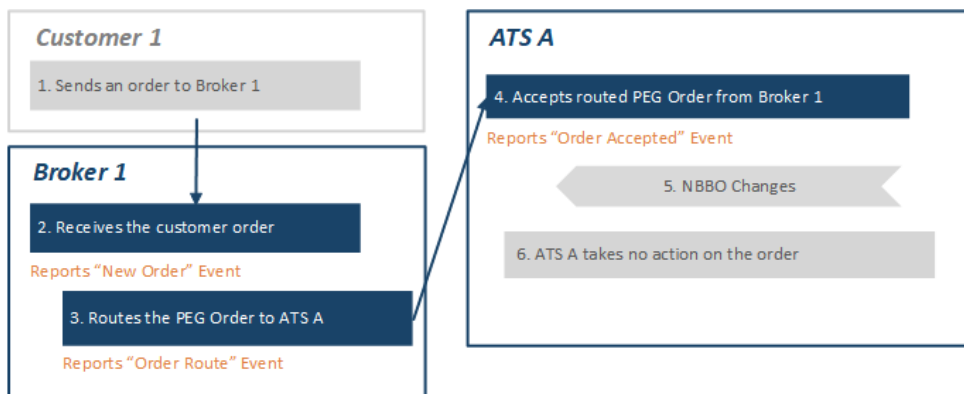 Customer 1
1. Sends an order to Broker 1
Broker 1
2. Receives the customer order
Reports “New Order” Event
3. Routes the PEG Order to ATS A
Reports “Order Route” Event
ATS A
4. Accepts routed PEG Order from Broker 1
Reports “Order Accepted” Event
5. NBBO Changes
6. ATS A takes no action on the order